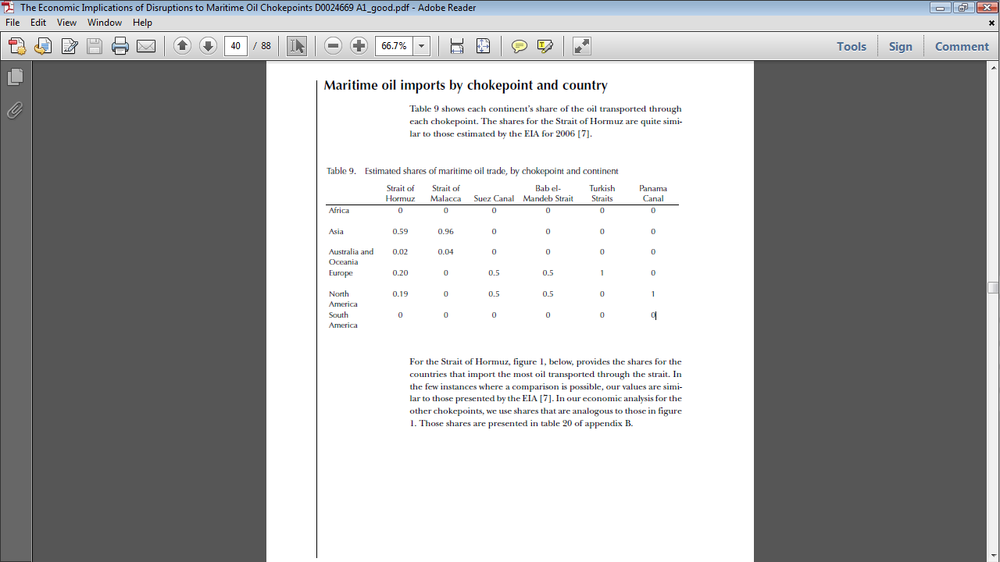 The Economic Implications of Disruptions to Maritime Oil Chokepoints D0024669 A1_good.pdf - Adobe Reader
File Edit View Window Help
40 / 88 66.7% Tools Sign Comment
Maritime oil imports by chokepoint and country
Table 9 shows each continent's share of the oil transported through
each chokepoint. The shares for the Strait of Hormuz are quite simi-
lar to those estimated by the EIA for 2006 [7].
Table 9. Estimated shares of maritime oil trade, by chokepoint and continent
Strait of Strait of Bab el- Turkish Panama
Hormuz Malacca Suez Canal Mandeb Strait Straits Canal
Africa 0 0 0 0 0 0
Asia 0.59 0.96 0 0 0 0
Australia and 0.02 0.04 0 0 0 0
Oceania
Europe 0.20 0 0.5 0.5 1 0
North 0.19 0 0.5 0.5 0 1
America
South 0 0 0 0 0 0
America
For the Strait of Hormuz, figure 1, below, provides the shares for the
countries that import the most oil transported through the strait. In
the few instances where a comparison is possible, our values are simi-
lar to those presented by the EIA [7]. In our economic analysis for the
other chokepoints, we use shares that are analogous to those in figure
1. Those shares are presented in table 20 of appendix B.